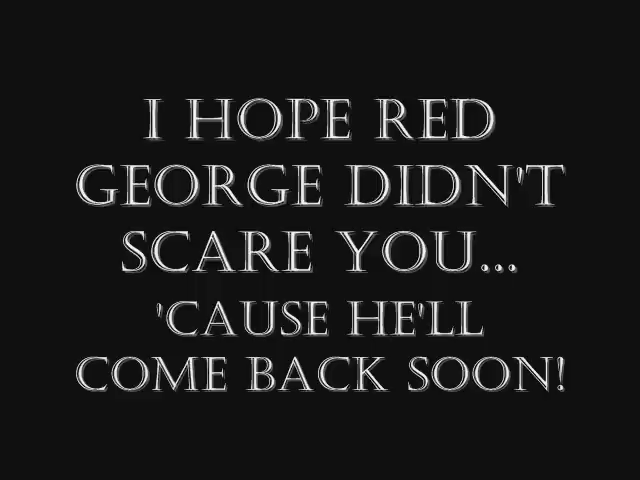 I HOPE RED
GEORGE DIDN'T
SCARE YOU...
'CAUSE HE'LL
COME BACK SOON!